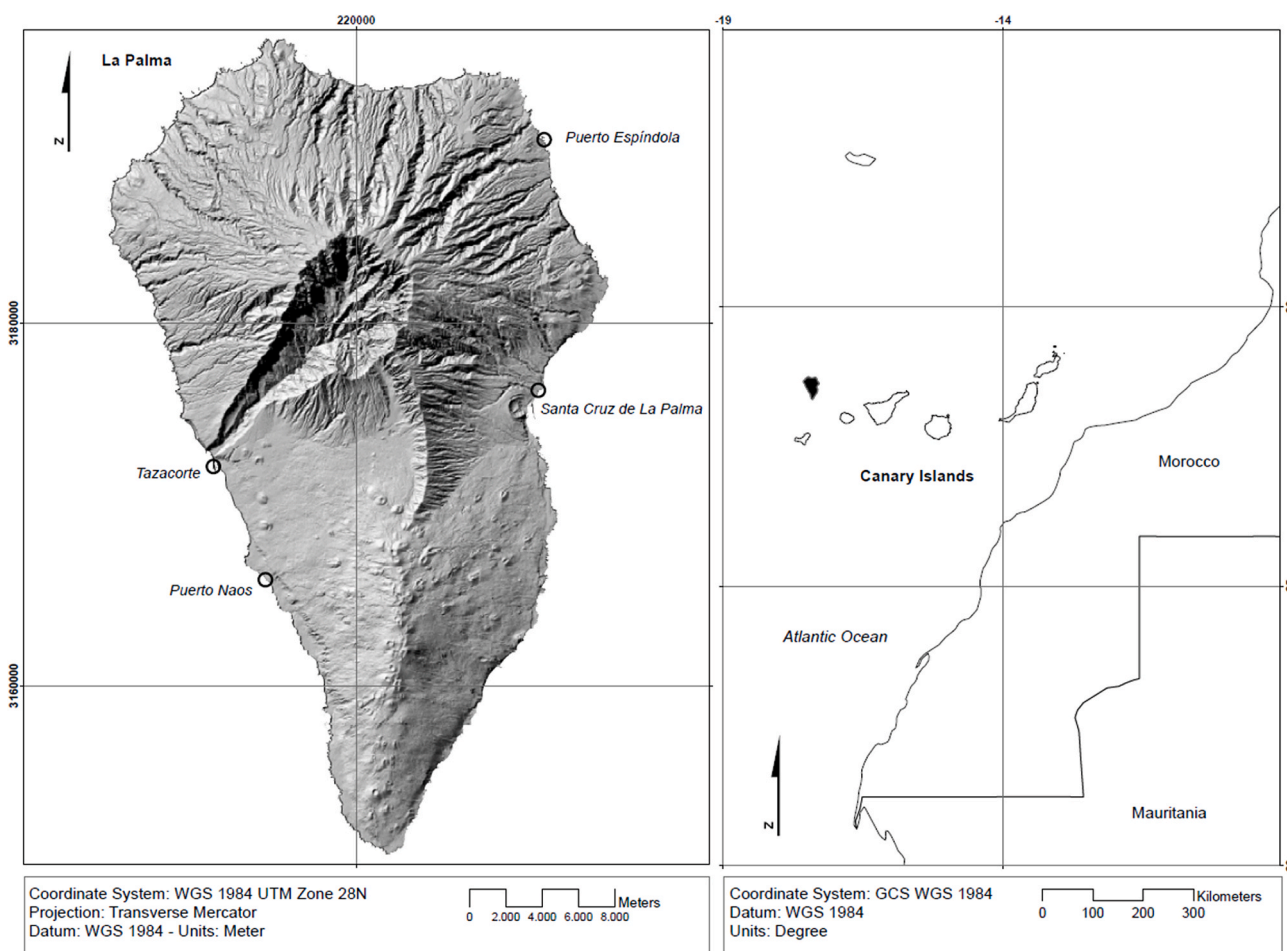 220000
La Palma
N
Puerto Espíndola
3180000
Santa Cruz de La Palma
Tazacorte
Puerto Naos
3160000
Coordinate System: WGS 1984 UTM Zone 28N
Projection: Transverse Mercator
Datum: WGS 1984 - Units: Meter
Meters
0 2.000 4.000 6.000 8.000
-19 -14
Canary Islands
Morocco
Atlantic Ocean
N
Mauritania
Coordinate System: GCS WGS 1984
Datum: WGS 1984
Units: Degree
Kilometers
0 100 200 300